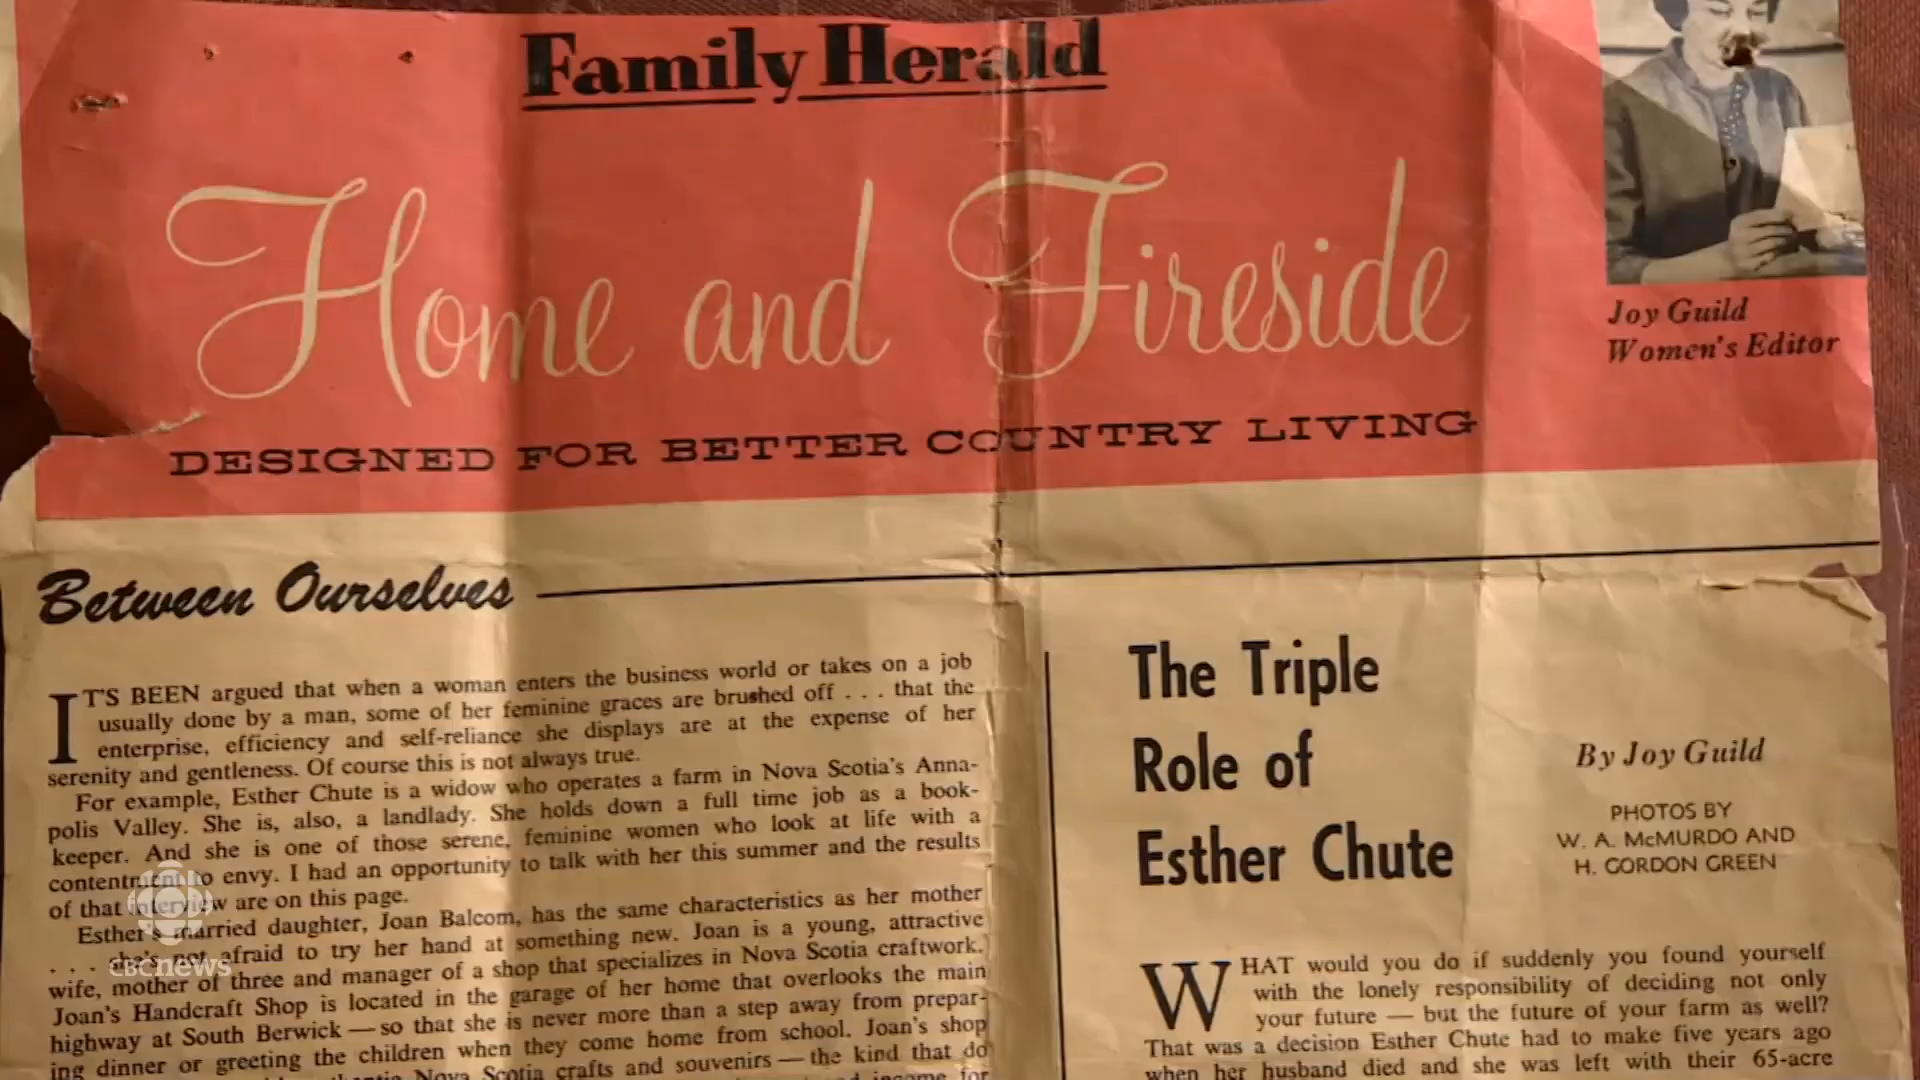 Family Herald
Home and Fireside
DESIGNED FOR BETTER COUNTRY LIVING
Joy Guild
Women's Editor
Between Ourselves
IT'S BEEN argued that when a woman enters the business world or takes on a job
usually done by a man, some of her feminine graces are brushed off . . . that the
enterprise, efficiency and self-reliance she displays are at the expense of her
serenity and gentleness. Of course this is not always true.
For example, Esther Chute is a widow who operates a farm in Nova Scotia's Anna-
polis Valley. She is, also, a landlady. She holds down a full time job as a book-
keeper. And she is one of those serene, feminine women who look at life with a
contentment to envy. I had an opportunity to talk with her this summer and the results
of that interview are on this page.
Esther's married daughter, Joan Balcom, has the same characteristics as her mother
. . . she's not afraid to try her hand at something new. Joan is a young, attractive
wife, mother of three and manager of a shop that specializes in Nova Scotia craftwork.
Joan's Handcraft Shop is located in the garage of her home that overlooks the main
highway at South Berwick — so that she is never more than a step away from prepar-
ing dinner or greeting the children when they come home from school. Joan's shop
Nova Scotia crafts and souvenirs — the kind that do
income for
The Triple
Role of
Esther Chute
By Joy Guild
PHOTOS BY
W. A. McMURDO AND
H. GORDON GREEN
WHAT would you do if suddenly you found yourself
with the lonely responsibility of deciding not only
your future — but the future of your farm as well?
That was a decision Esther Chute had to make five years ago
when her husband died and she was left with their 65-acre
CBC news